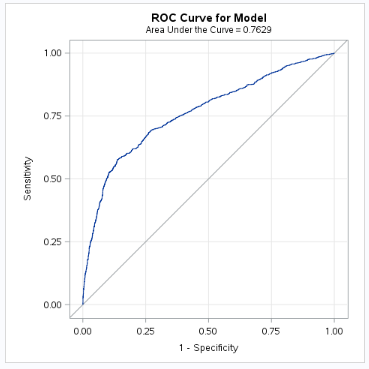 ROC Curve for Model
Area Under the Curve = 0.7629
1.00
0.75
0.50
0.25
0.00
Sensitivity
0.00 0.25 0.50 0.75 1.00
1 - Specificity